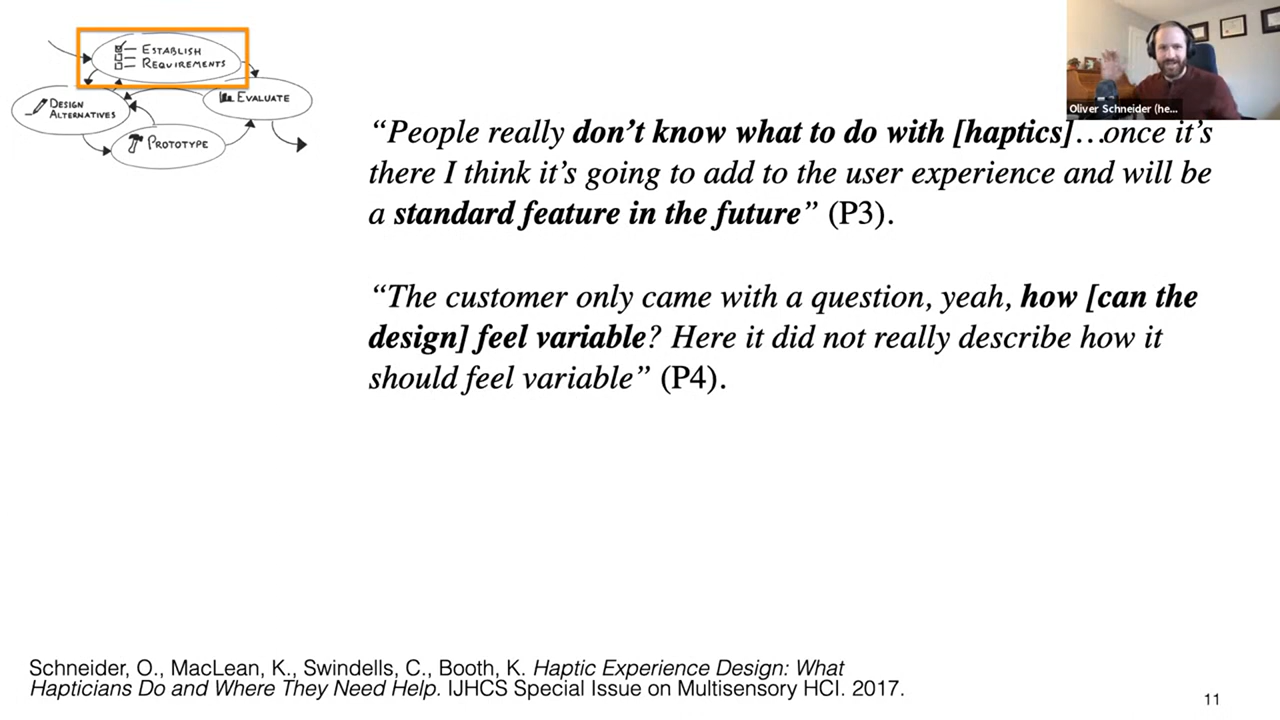 ESTABLISH
REQUIREMENTS
DESIGN
ALTERNATIVES
EVALUATE
PROTOTYPE
Oliver Schneider (he...
“People really don’t know what to do with [haptics]…once it’s
there I think it’s going to add to the user experience and will be
a standard feature in the future” (P3).
“The customer only came with a question, yeah, how [can the
design] feel variable? Here it did not really describe how it
should feel variable” (P4).
Schneider, O., MacLean, K., Swindells, C., Booth, K. Haptic Experience Design: What
Hapticians Do and Where They Need Help. IJHCS Special Issue on Multisensory HCI. 2017.
11